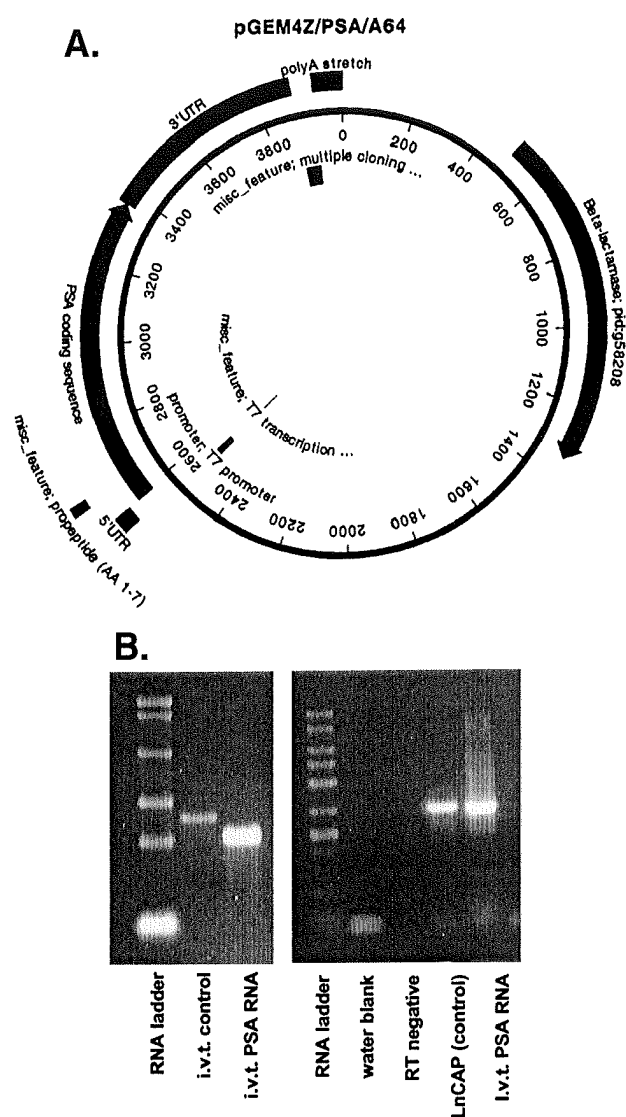 pGEM4Z/PSA/A64
A.
polyA stretch
3'UTR
0
200
400
600
800
1000
1200
1400
1600
1800
2000
2200
2400
2600
2800
3000
3200
3400
3600
3800
misc_feature; multiple cloning ...
Beta-lactamase; pid:g58208
PSA coding sequence
misc_feature; T7 transcription ...
promoter; T7 promoter
5'UTR
misc_feature; propeptide (AA 1-7)
B.
RNA ladder
i.v.t. control
i.v.t. PSA RNA
RNA ladder
water blank
RT negative
LnCAP (control)
I.v.t. PSA RNA